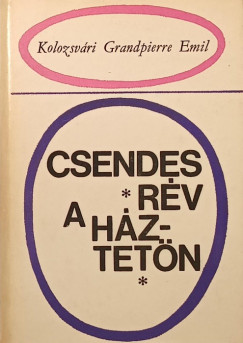 Kolozsvári Grandpierre Emil
CSENDES
* RÉV
A HÁZ-
TETŐN
*